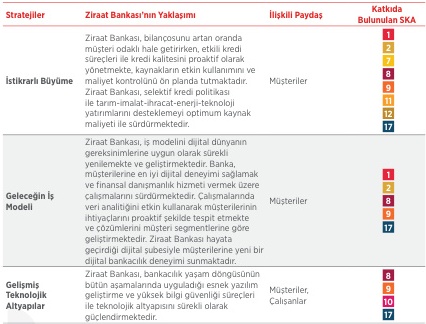 Stratejiler
Ziraat Bankası'nın Yaklaşımı
İlişkili Paydaş
Katkıda
Bulunulan SKA
İstikrarlı Büyüme
Ziraat Bankası, bilançosunu artan oranda
müşteri odaklı hale getirirken, etkili kredi
süreçleri ile kredi kalitesini proaktif olarak
yönetmekte, kaynakların etkin kullanımını ve
maliyet kontrolünü ön planda tutmaktadır.
Ziraat Bankası, selektif kredi politikası
ile tarım-imalat-ihracat-enerji-teknoloji
yatırımlarını desteklemeyi optimum kaynak
maliyeti ile sürdürmektedir.
Müşteriler
1
2
7
8
9
11
12
17
Geleceğin İş
Modeli
Ziraat Bankası, iş modelini dijital dünyanın
gereksinimlerine uygun olarak sürekli
yenilemekte ve geliştirmektedir. Banka,
müşterilerine en iyi dijital deneyimi sağlamak
ve finansal danışmanlık hizmeti vermek üzere
çalışmalarını sürdürmektedir. Çalışmalarında
veri analitiğini etkin kullanarak müşterilerinin
ihtiyaçlarını proaktif şekilde tespit etmekte
ve çözümlerini müşteri segmentlerine göre
geliştirmektedir. Ziraat Bankası hayata
geçirdiği dijital şubesiyle müşterilerine yeni bir
dijital bankacılık deneyimi sunmaktadır.
Müşteriler
1
2
8
9
17
Gelişmiş
Teknolojik
Altyapılar
Ziraat Bankası, bankacılık yaşam döngüsünün
bütün aşamalarında uyguladığı esnek yazılım
geliştirme ve yüksek bilgi güvenliği süreçleri
ile teknolojik altyapısını sürekli olarak
güçlendirmektedir.
Müşteriler,
Çalışanlar
8
9
10
17